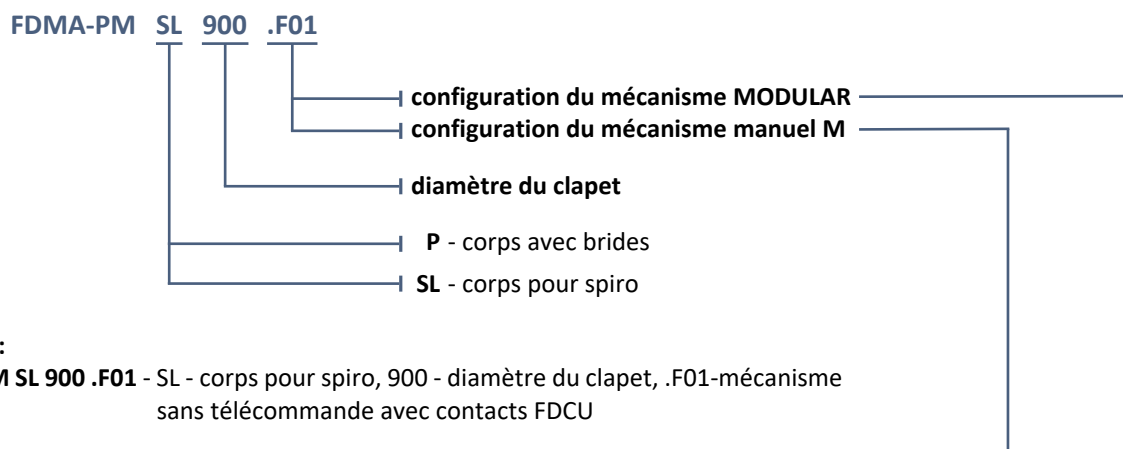 FDMA-PM SL 900 .F01
configuration du mécanisme MODULAR
configuration du mécanisme manuel M
diamètre du clapet
P - corps avec brides
SL - corps pour spiro
:
M SL 900 .F01 - SL - corps pour spiro, 900 - diamètre du clapet, .F01-mécanisme
sans télécommande avec contacts FDCU